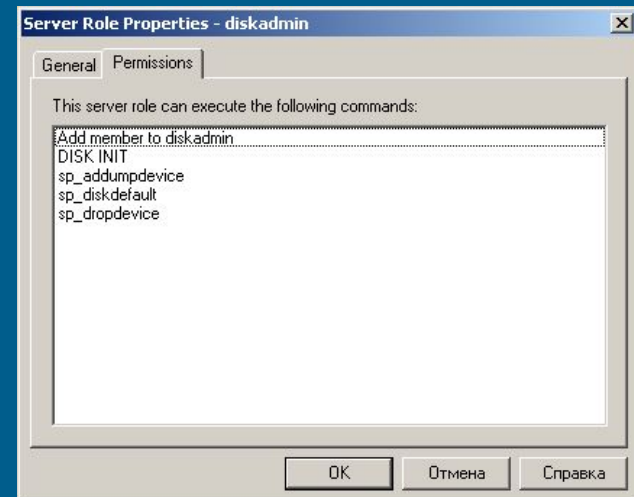 Server Role Properties - diskadmin
General Permissions
This server role can execute the following commands:
Add member to diskadmin
DISK INIT
sp_addumpdevice
sp_diskdefault
sp_dropdevice
OK Отмена Справка